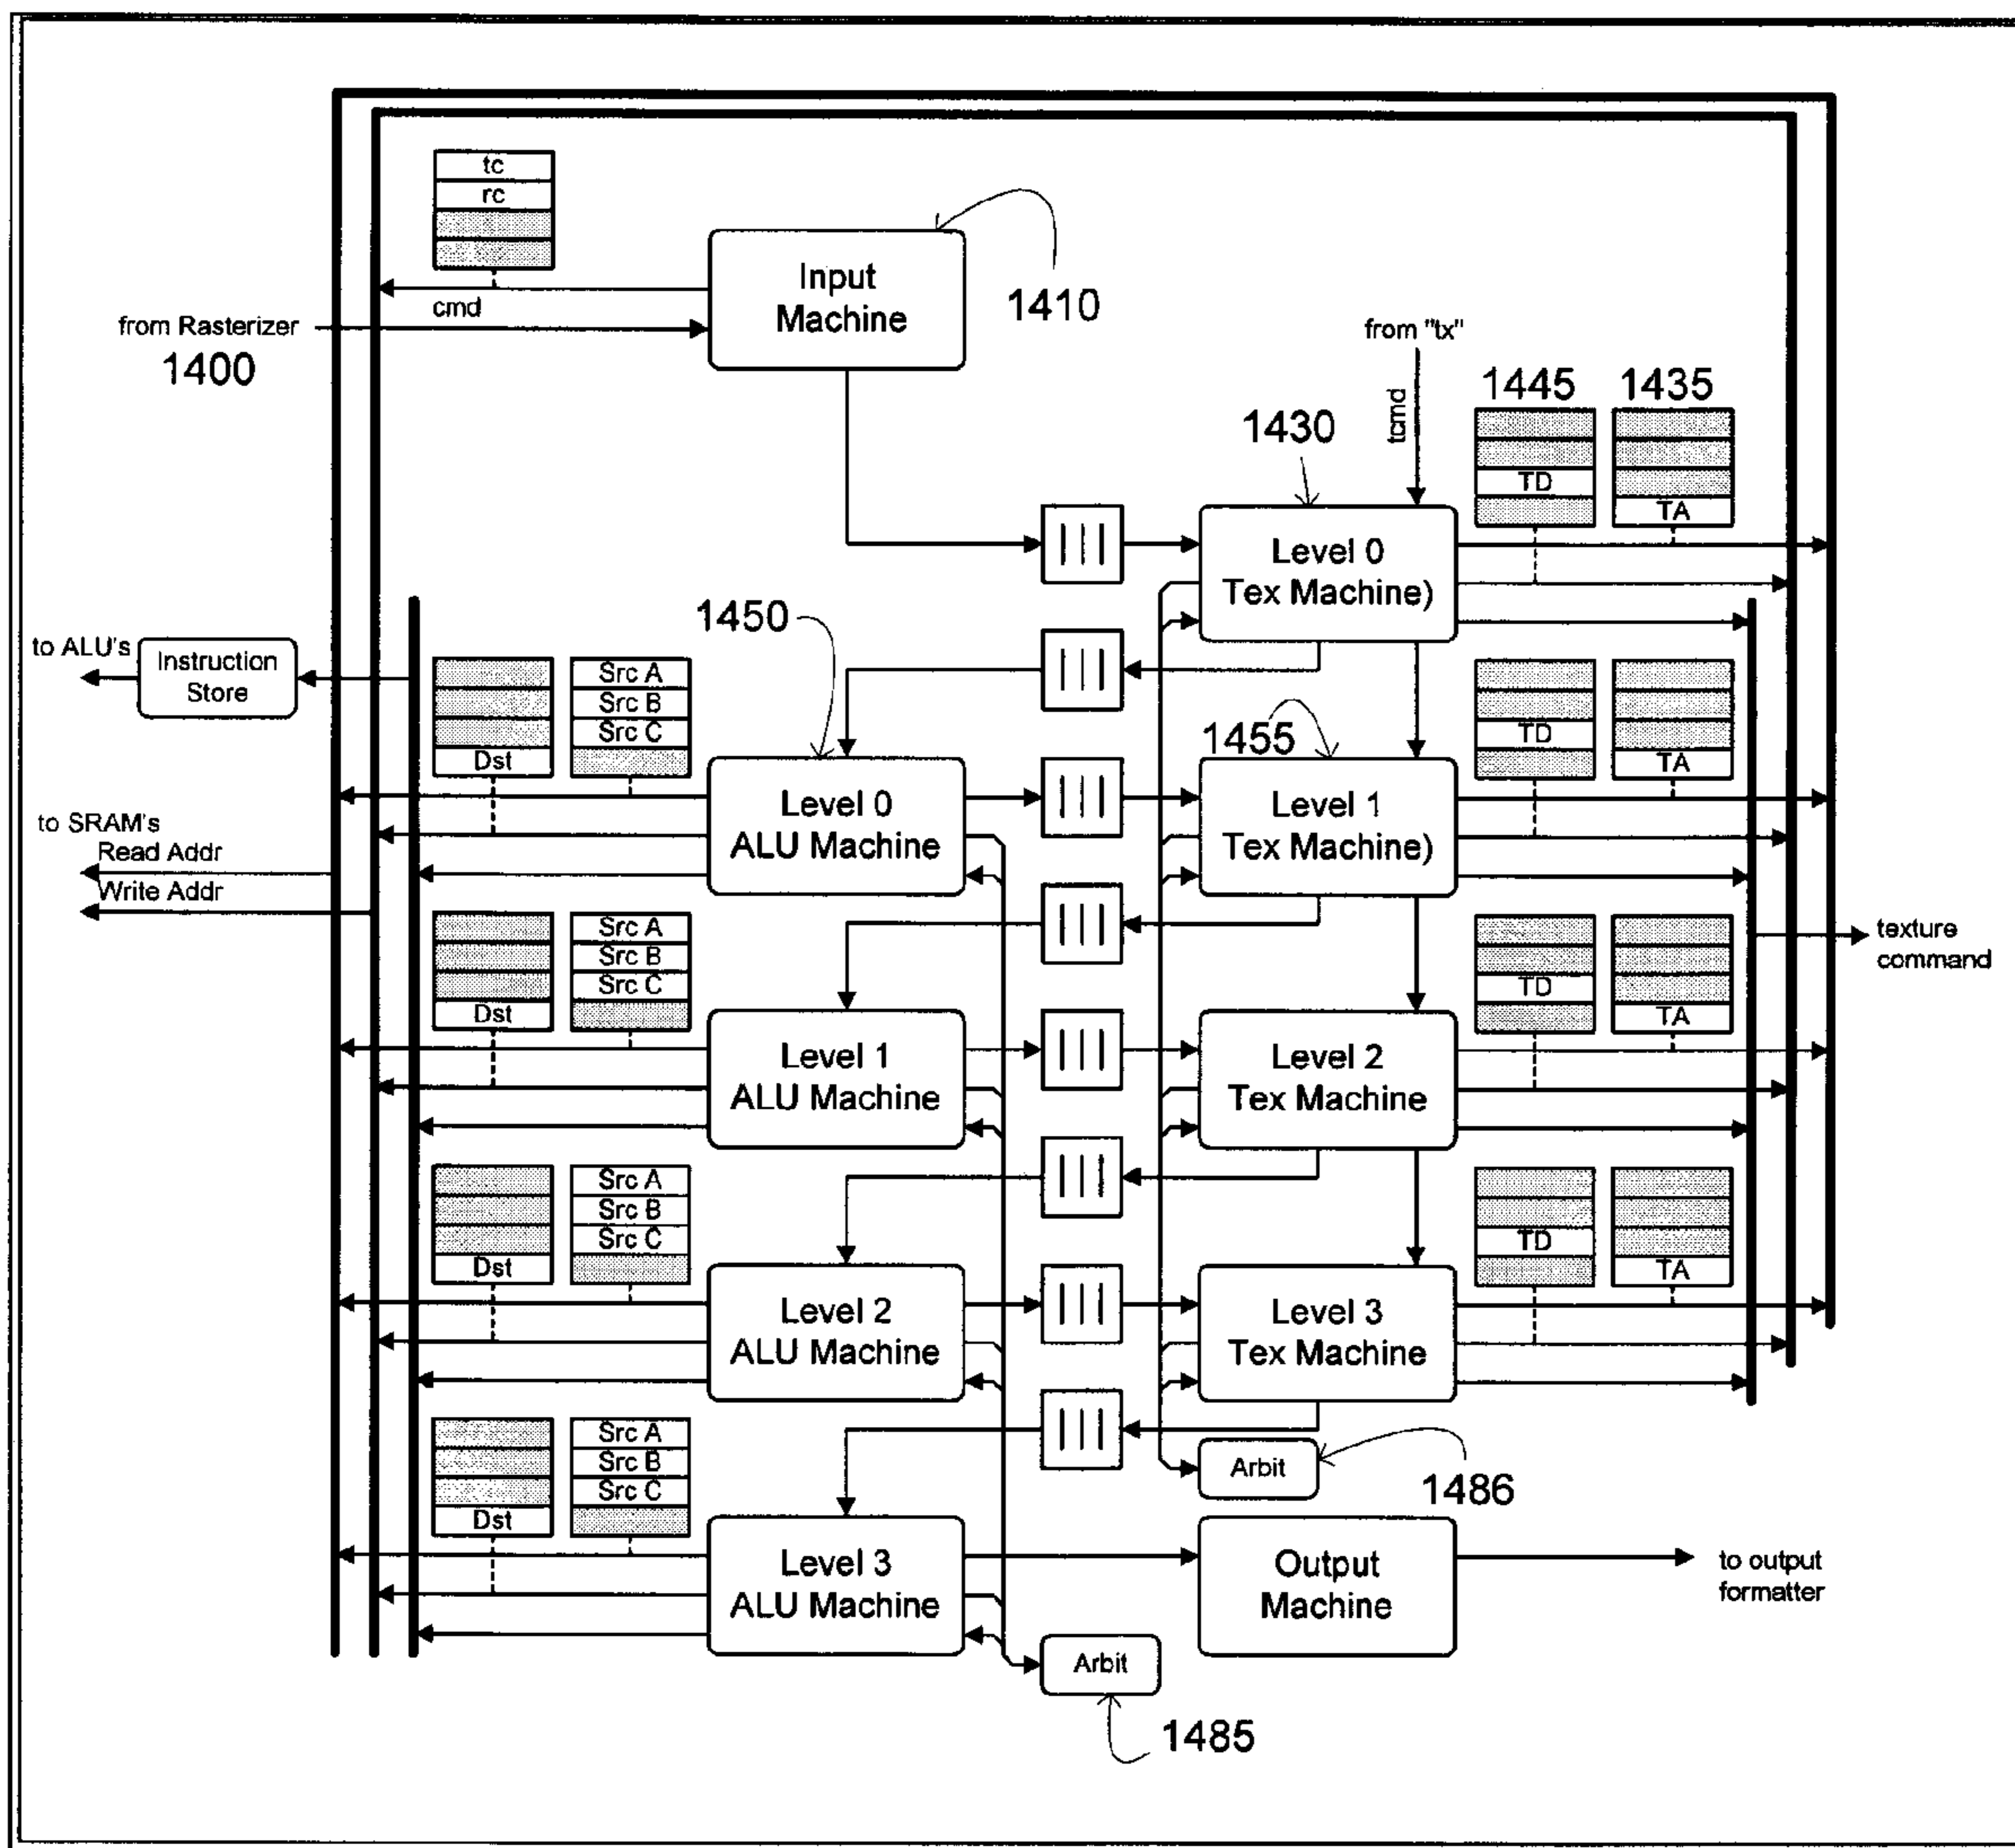 tc
rc
Input
Machine
1410
cmd
from Rasterizer
1400
from "tx"
tcmd
1445
1435
1430
TD
TA
Level 0
Tex Machine)
1450
to ALU's
Instruction
Store
Src A
Src B
Src C
Dst
1455
TD
TA
Level 0
ALU Machine
Level 1
Tex Machine)
to SRAM's
Read Addr
Write Addr
Src A
Src B
Src C
Dst
TD
TA
texture
command
Level 1
ALU Machine
Level 2
Tex Machine
Src A
Src B
Src C
Dst
TD
TA
Level 2
ALU Machine
Level 3
Tex Machine
Src A
Src B
Src C
Dst
Arbit
1486
Level 3
ALU Machine
Output
Machine
to output
formatter
Arbit
1485